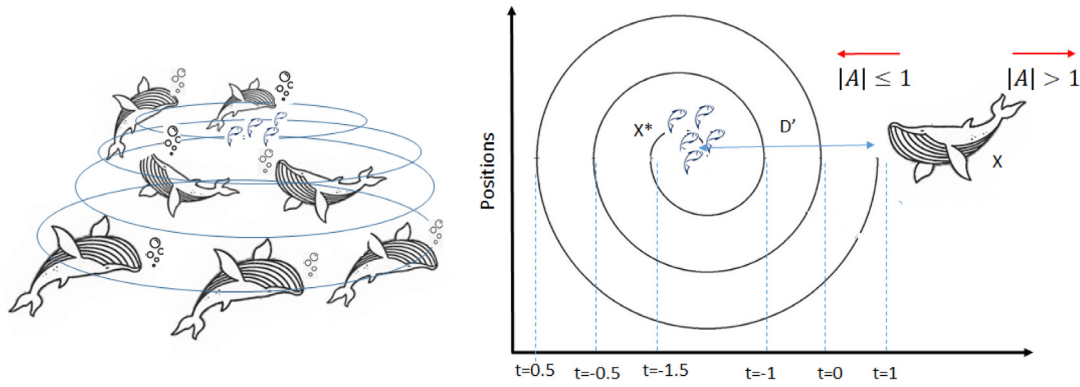 |A| ≤ 1
|A| > 1
X*
D’
X
Positions
t=0.5
t=-0.5
t=-1.5
t=-1
t=0
t=1